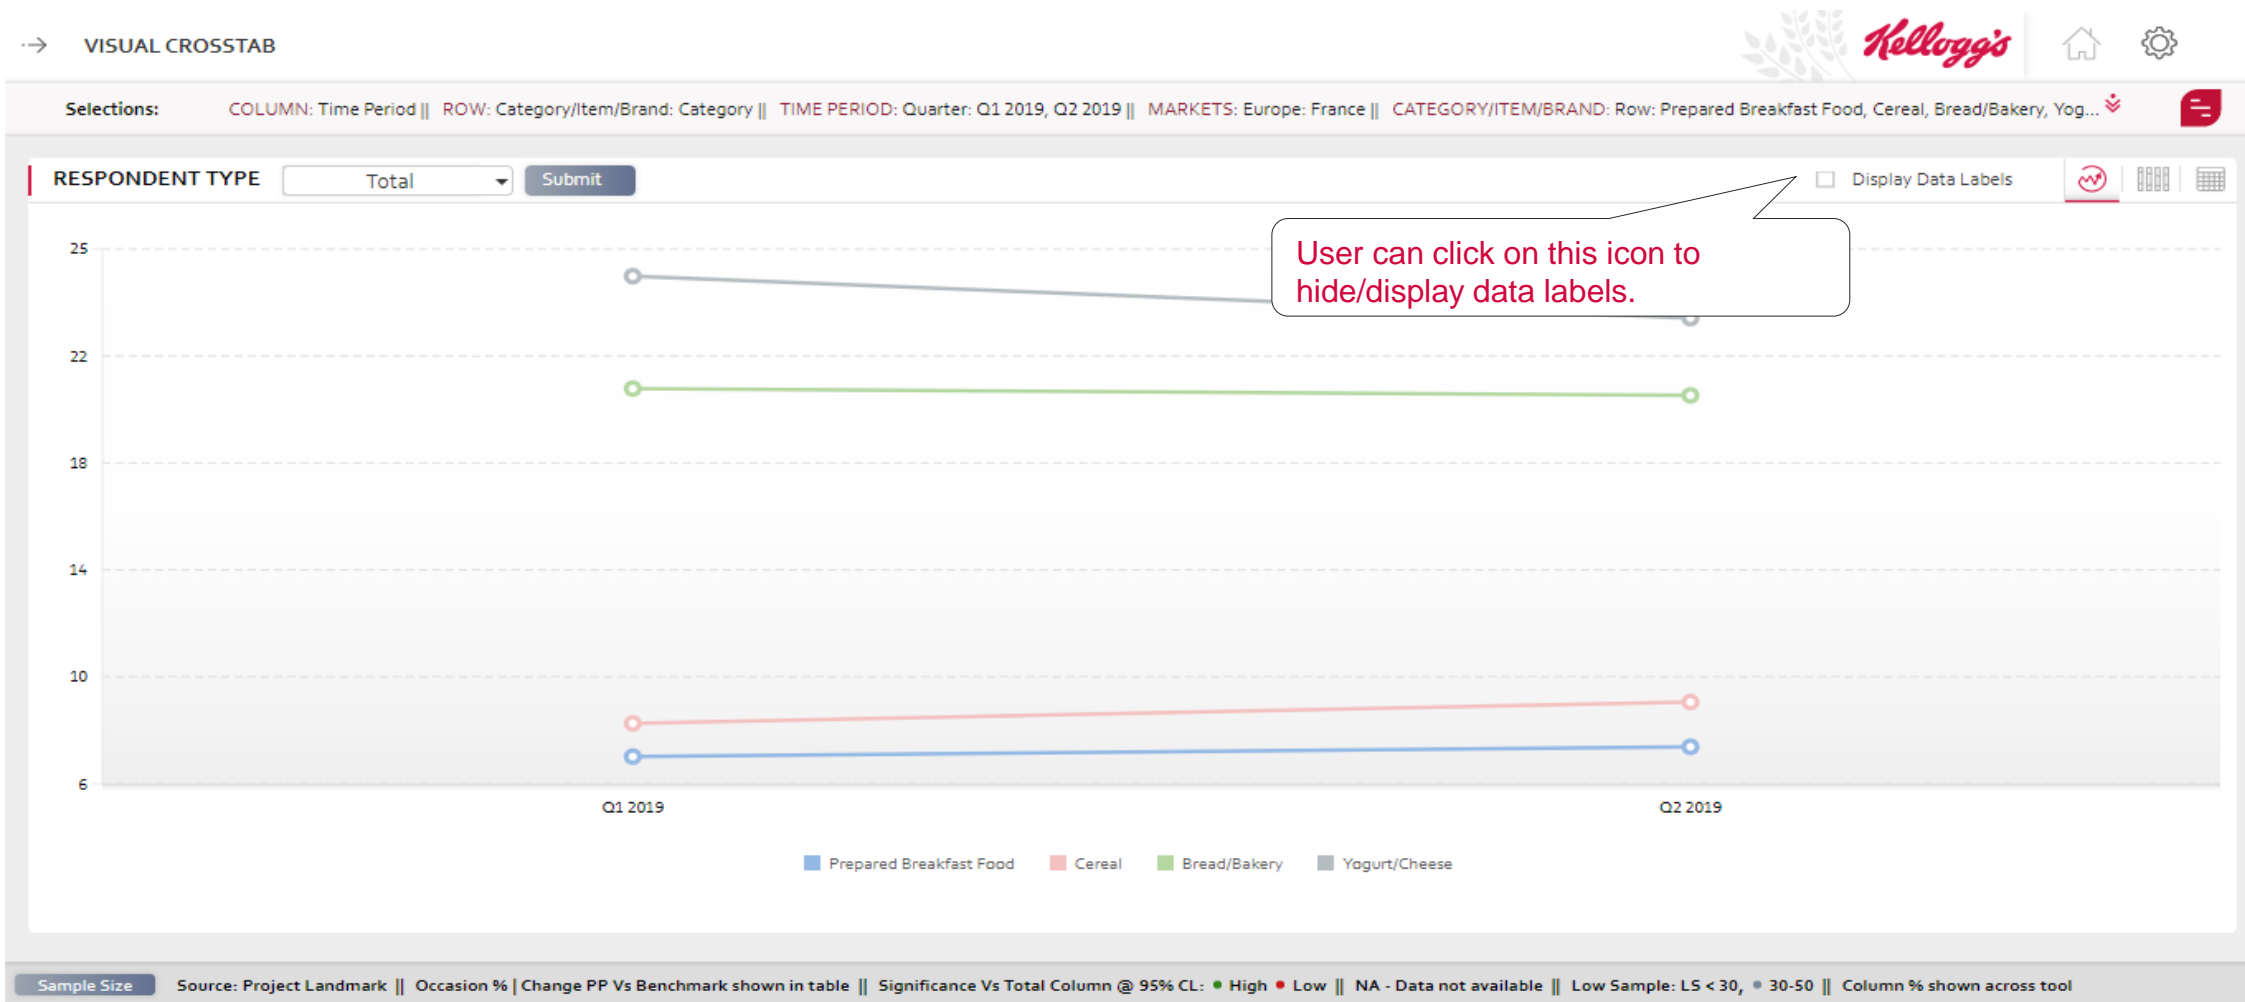 VISUAL CROSSTAB
Kellogg's
Selections: COLUMN: Time Period || ROW: Category/Item/Brand: Category || TIME PERIOD: Quarter: Q1 2019, Q2 2019 || MARKETS: Europe: France || CATEGORY/ITEM/BRAND: Row: Prepared Breakfast Food, Cereal, Bread/Bakery, Yog...
RESPONDENT TYPE Total Submit Display Data Labels
User can click on this icon to
hide/display data labels.
25
22
18
14
10
6
Q1 2019 Q2 2019
Prepared Breakfast Food Cereal Bread/Bakery Yogurt/Cheese
Sample Size Source: Project Landmark || Occasion % | Change PP Vs Benchmark shown in table || Significance Vs Total Column @ 95% CL: • High • Low || NA - Data not available || Low Sample: LS < 30, • 30-50 || Column % shown across tool